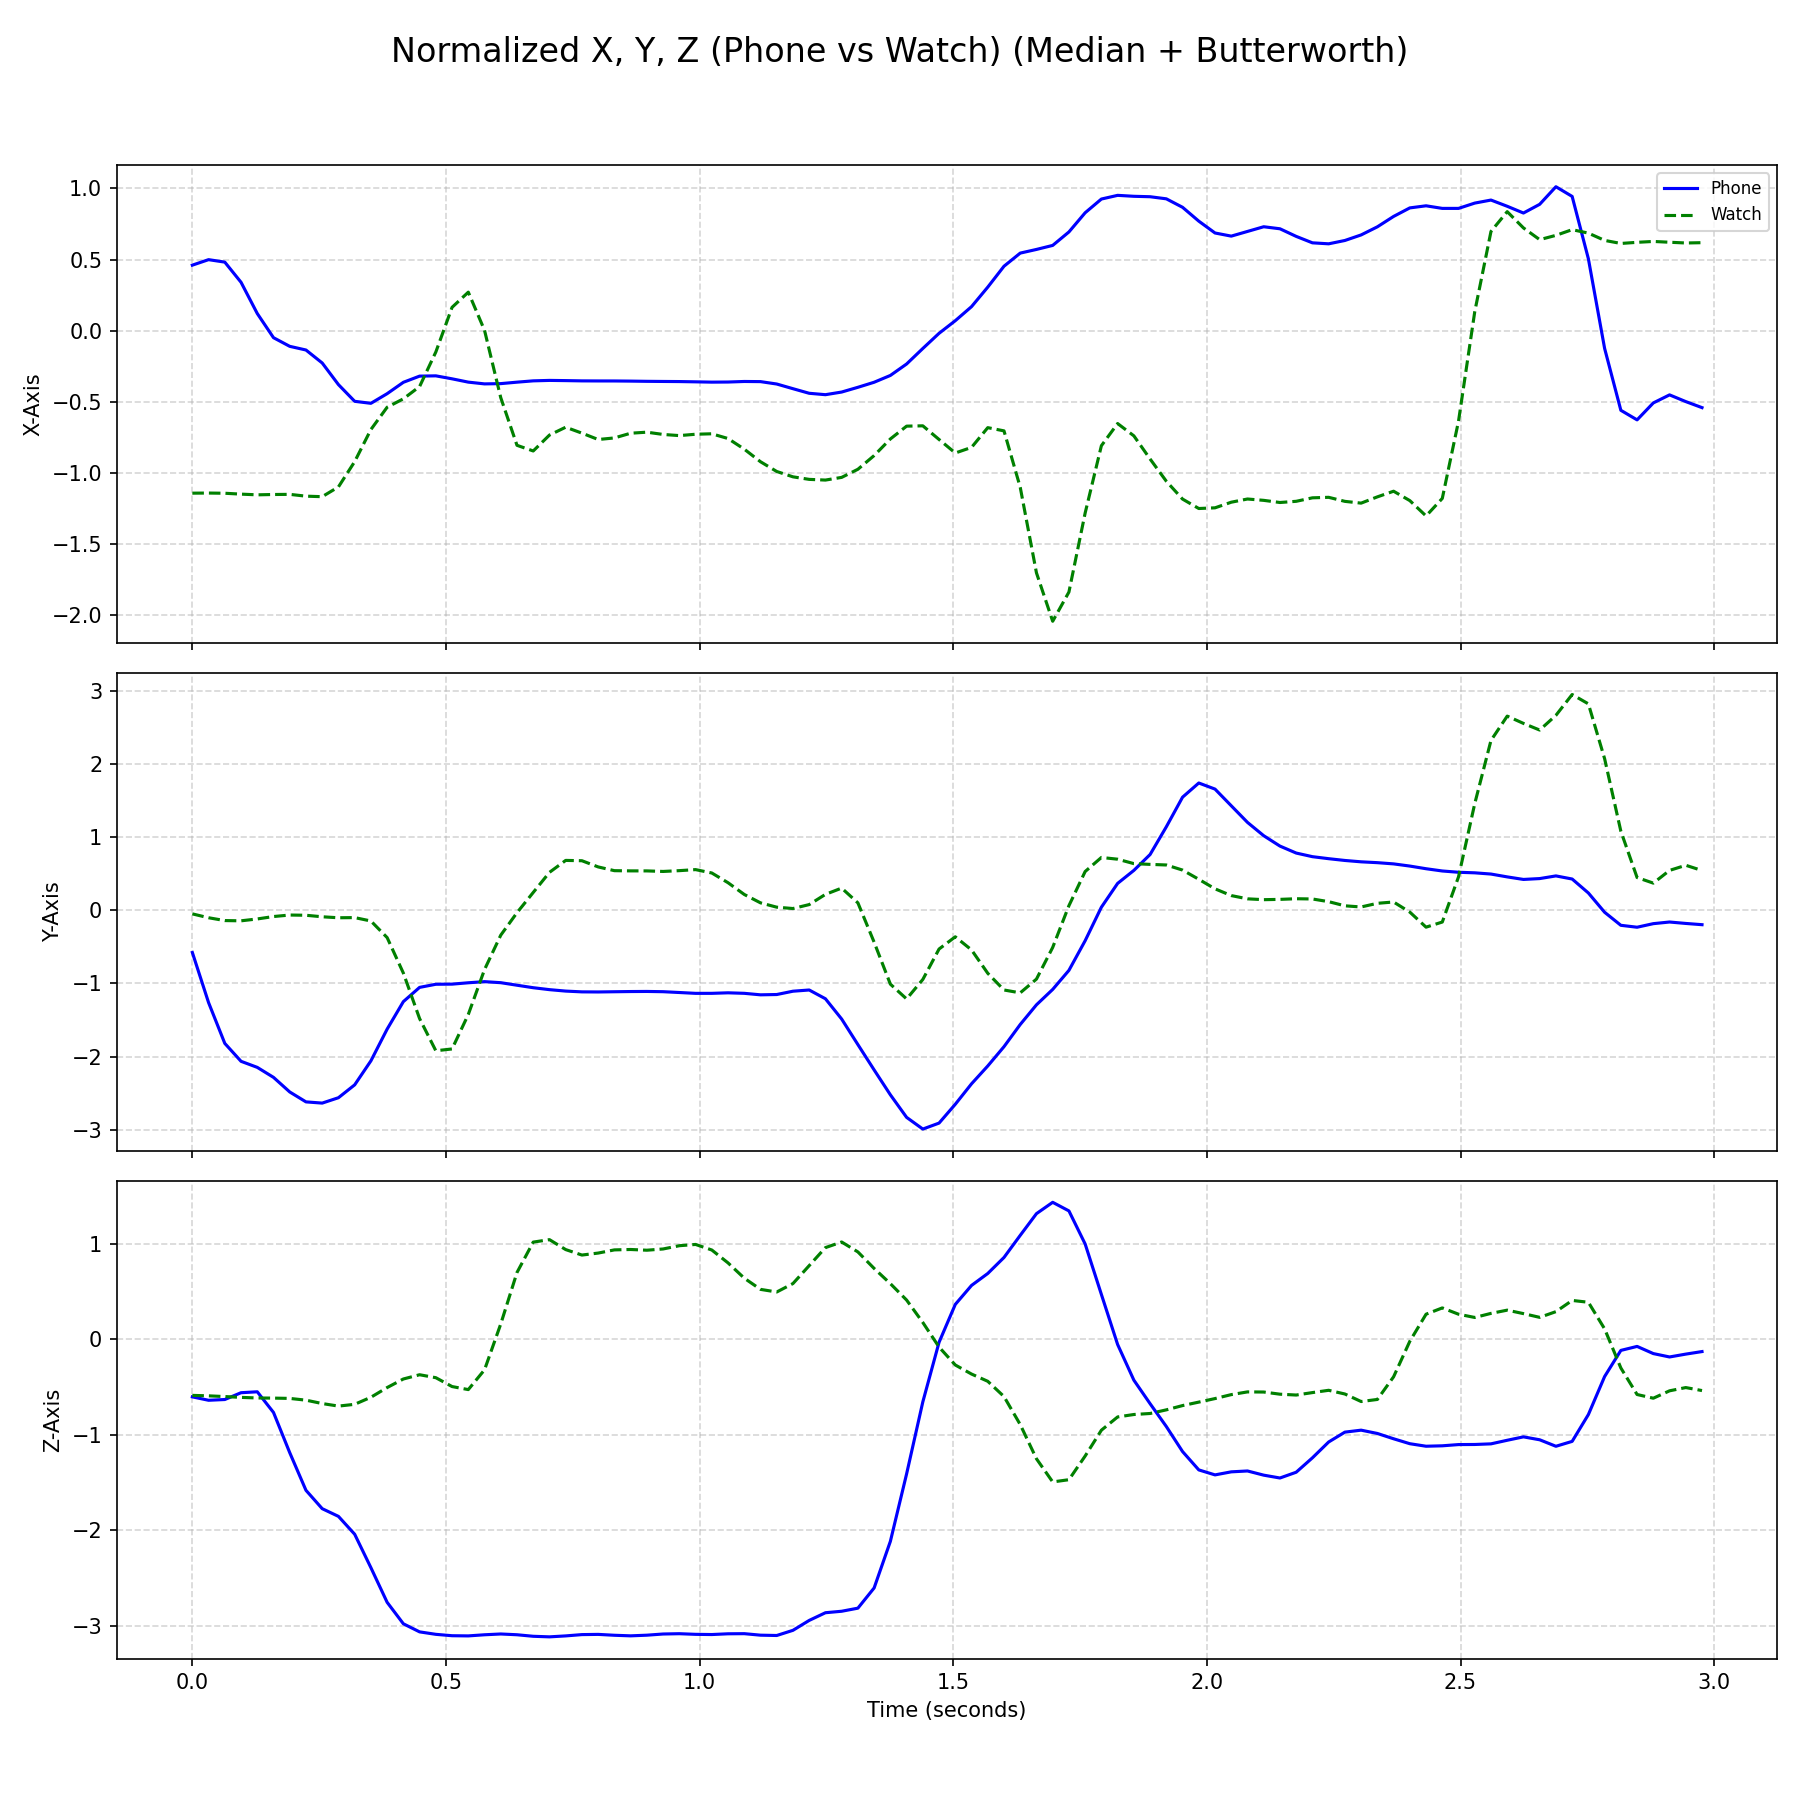 Normalized X, Y, Z (Phone vs Watch) (Median + Butterworth)
Phone
Watch
1.0
0.5
0.0
−0.5
−1.0
−1.5
−2.0
X-Axis
3
2
1
0
−1
−2
−3
Y-Axis
1
0
−1
−2
−3
Z-Axis
0.0 0.5 1.0 1.5 2.0 2.5 3.0
Time (seconds)